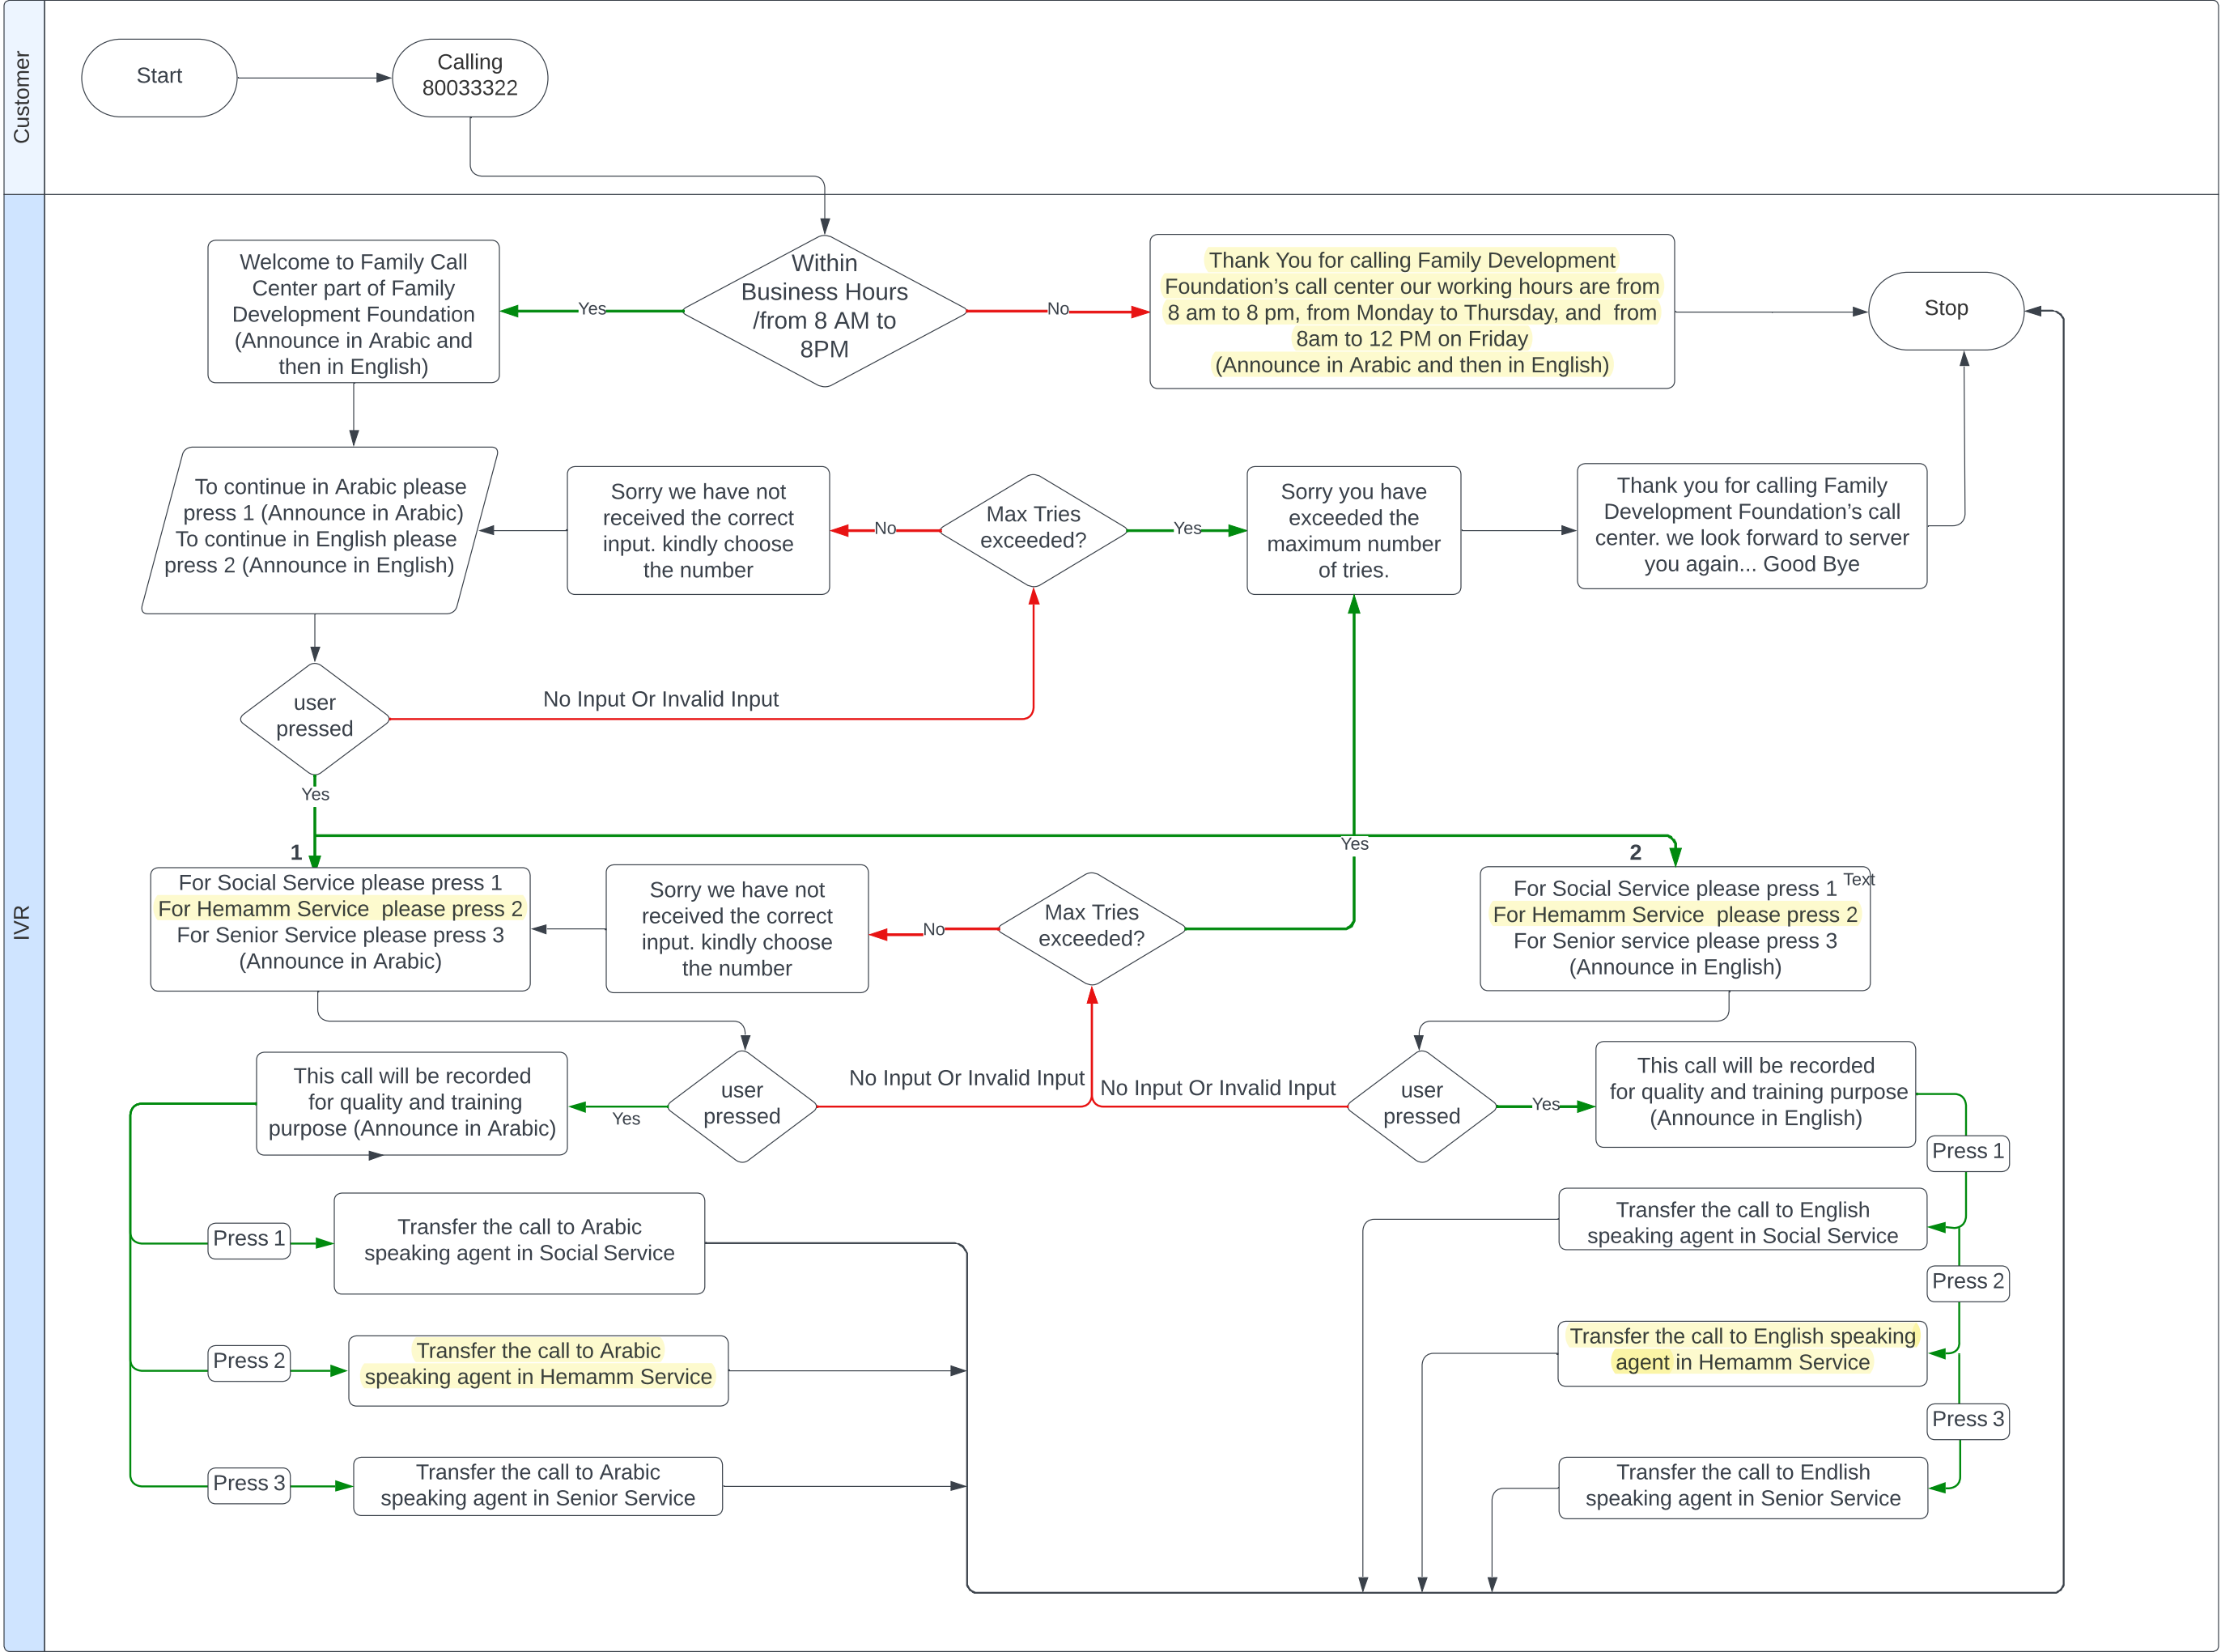 Customer
Start
Calling
80033322
IVR
Welcome to Family Call
Center part of Family
Development Foundation
(Announce in Arabic and
then in English)
Yes
Within
Business Hours
/from 8 AM to
8PM
No
Thank You for calling Family Development
Foundation’s call center our working hours are from
8 am to 8 pm, from Monday to Thursday, and  from
8am to 12 PM on Friday
(Announce in Arabic and then in English)
Stop
To continue in Arabic please
press 1 (Announce in Arabic)
To continue in English please
press 2 (Announce in English)
Sorry we have not
received the correct
input. kindly choose
the number
No
Max Tries
exceeded?
Yes
Sorry you have
exceeded the
maximum number
of tries.
Thank you for calling Family
Development Foundation’s call
center. we look forward to server
you again... Good Bye
user
pressed
No Input Or Invalid Input
Yes
1
2
For Social Service please press 1
For Hemamm Service  please press 2
For Senior Service please press 3
(Announce in Arabic)
Sorry we have not
received the correct
input. kindly choose
the number
No
Max Tries
exceeded?
Yes
Text
For Social Service please press 1
For Hemamm Service  please press 2
For Senior service please press 3
(Announce in English)
This call will be recorded
for quality and training
purpose (Announce in Arabic)
Yes
user
pressed
No Input Or Invalid Input
No Input Or Invalid Input
user
pressed
Yes
This call will be recorded
for quality and training purpose
(Announce in English)
Press 1
Press 1
Transfer the call to Arabic
speaking agent in Social Service
Transfer the call to English
speaking agent in Social Service
Press 2
Press 2
Transfer the call to Arabic
speaking agent in Hemamm Service
Transfer the call to English speaking
agent in Hemamm Service
Press 3
Press 3
Transfer the call to Arabic
speaking agent in Senior Service
Transfer the call to Endlish
speaking agent in Senior Service